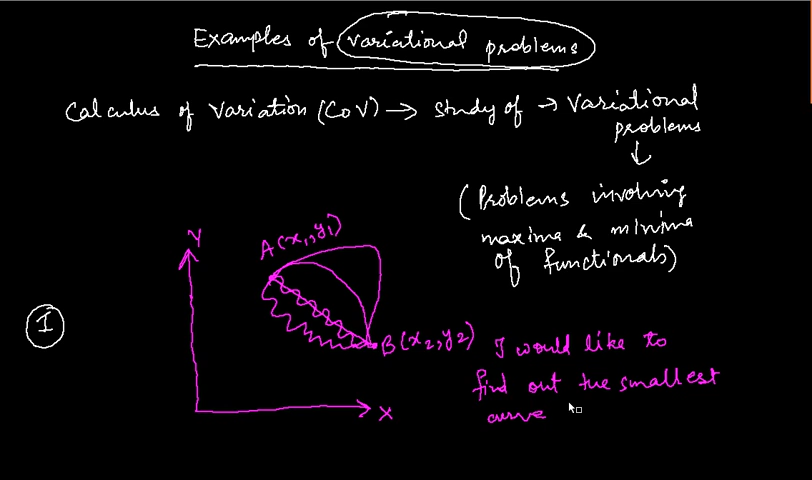 Examples of variational problems
Calculus of Variation (CoV) → study of → Variational
problems
(Problems involving
maxima & minima
of functionals)
Y
A(x1,y1)
I
B(x2,y2)
I would like to
find out the smallest
curve
X